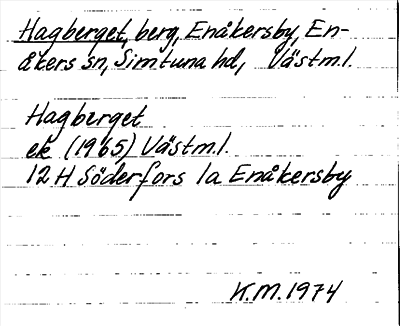 Hagberget, berg, Enåkersby, En-
åkers sn, Simtuna hd, Västm.l.
Hagberget
ek (1965) Västm.l.
12 H Söderfors 1a Enåkersby
K.M. 1974